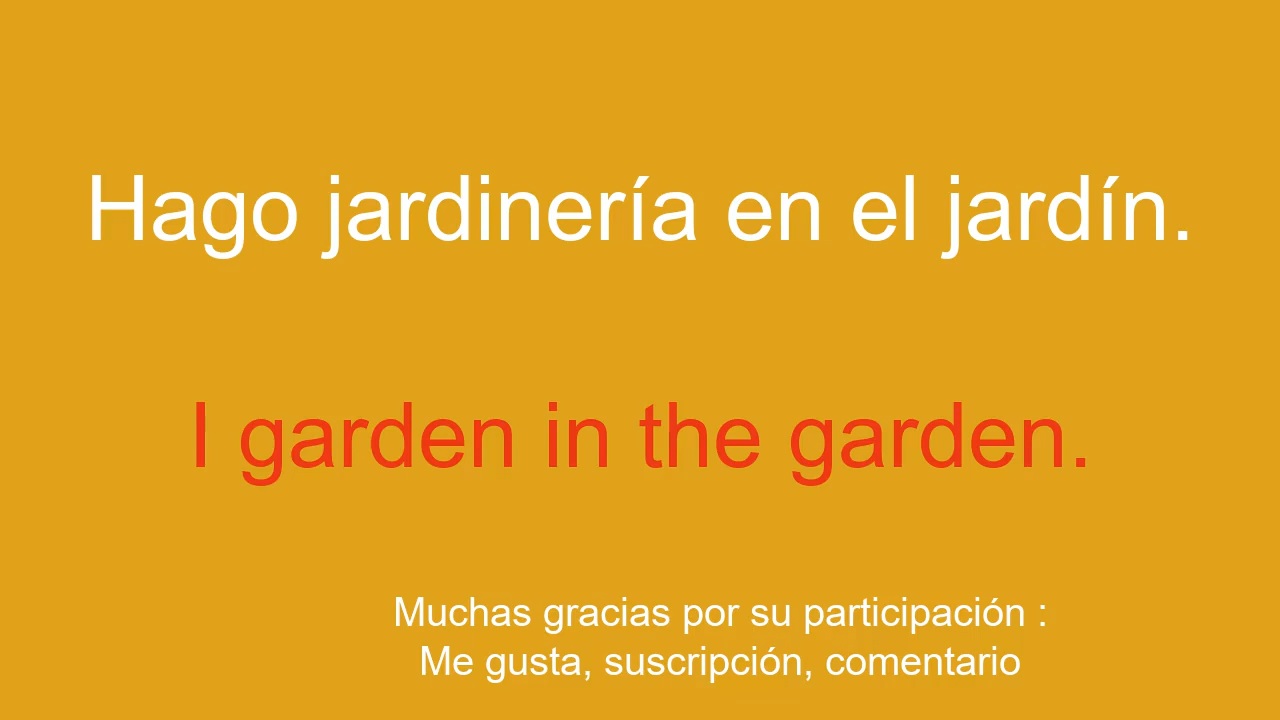 Hago jardinería en el jardín.
I garden in the garden.
Muchas gracias por su participación :
Me gusta, suscripción, comentario